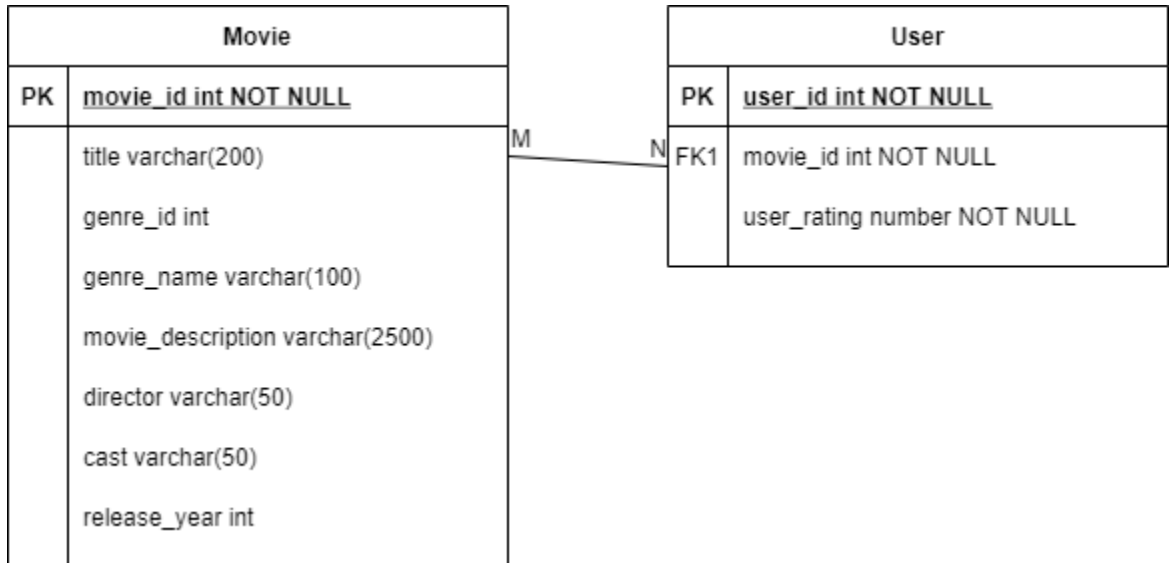 Movie
PK movie_id int NOT NULL
title varchar(200)
genre_id int
genre_name varchar(100)
movie_description varchar(2500)
director varchar(50)
cast varchar(50)
release_year int
M
N
User
PK user_id int NOT NULL
FK1 movie_id int NOT NULL
user_rating number NOT NULL